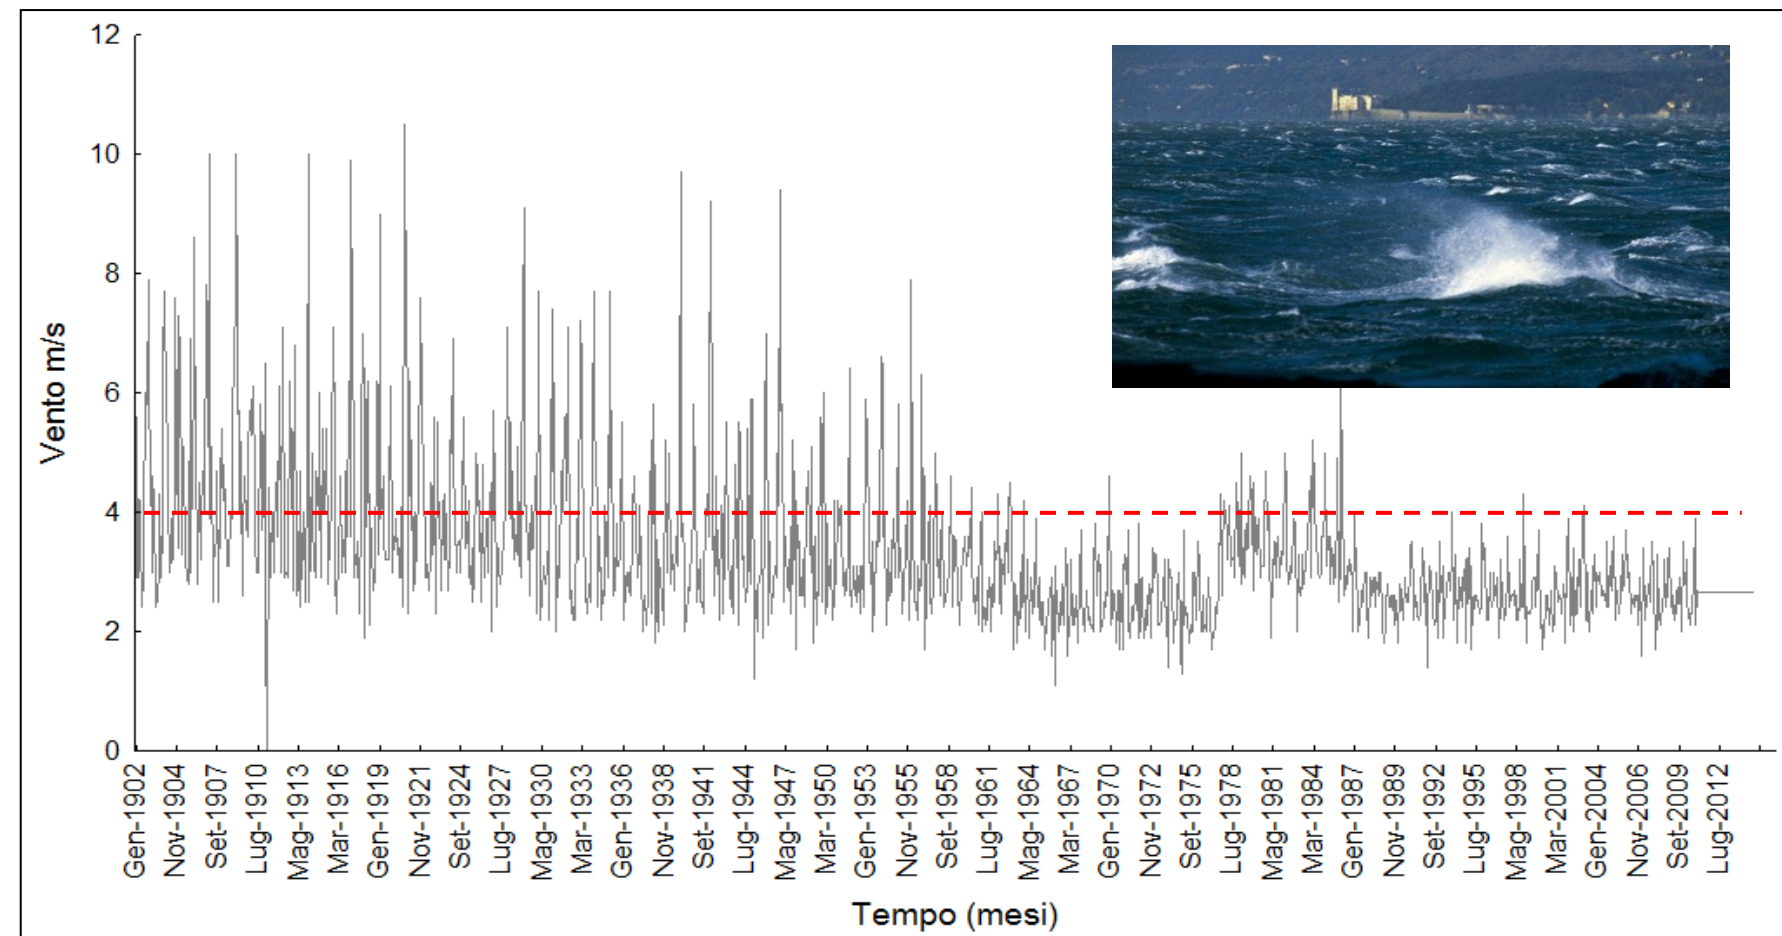 12
10
8
6
4
2
0
Vento m/s
Gen-1902
Nov-1904
Set-1907
Lug-1910
Mag-1913
Mar-1916
Gen-1919
Nov-1921
Set-1924
Lug-1927
Mag-1930
Mar-1933
Gen-1936
Nov-1938
Set-1941
Lug-1944
Mag-1947
Mar-1950
Gen-1953
Nov-1955
Set-1958
Lug-1961
Mag-1964
Mar-1967
Gen-1970
Nov-1972
Set-1975
Lug-1978
Mag-1981
Mar-1984
Gen-1987
Nov-1989
Set-1992
Lug-1995
Mag-1998
Mar-2001
Gen-2004
Nov-2006
Set-2009
Lug-2012
Tempo (mesi)